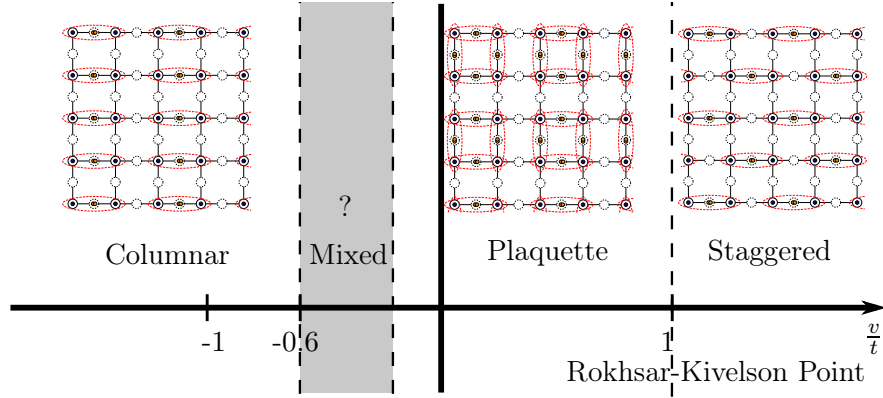 ?
Columnar
Mixed
Plaquette
Staggered
-1
-0.6
1
v/t
Rokhsar-Kivelson Point